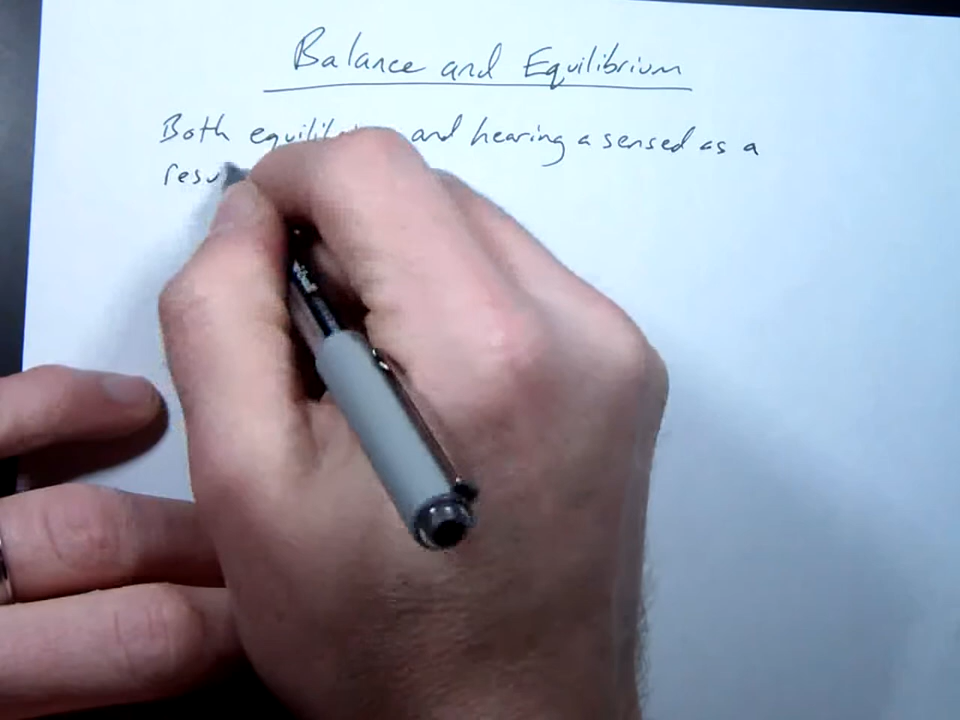 Balance and Equilibrium
Both and hearing a sensed as a